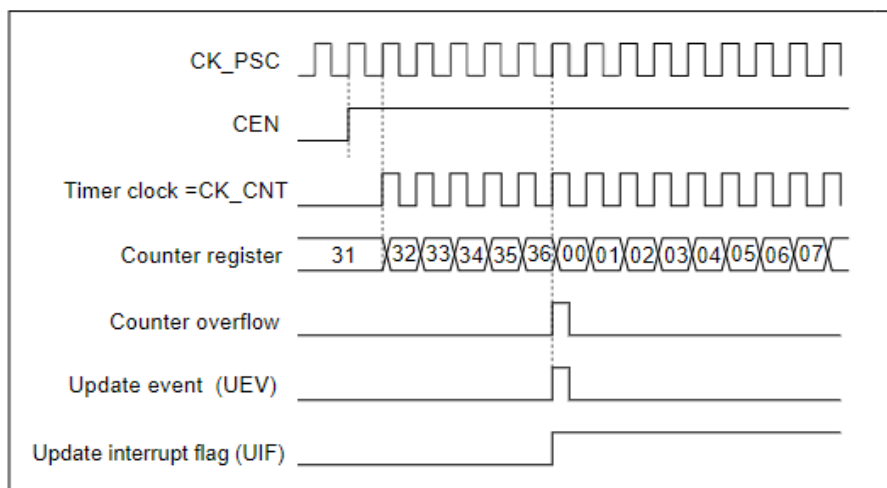 CK_PSC
CEN
Timer clock =CK_CNT
Counter register 31 32 33 34 35 36 00 01 02 03 04 05 06 07
Counter overflow
Update event (UEV)
Update interrupt flag (UIF)